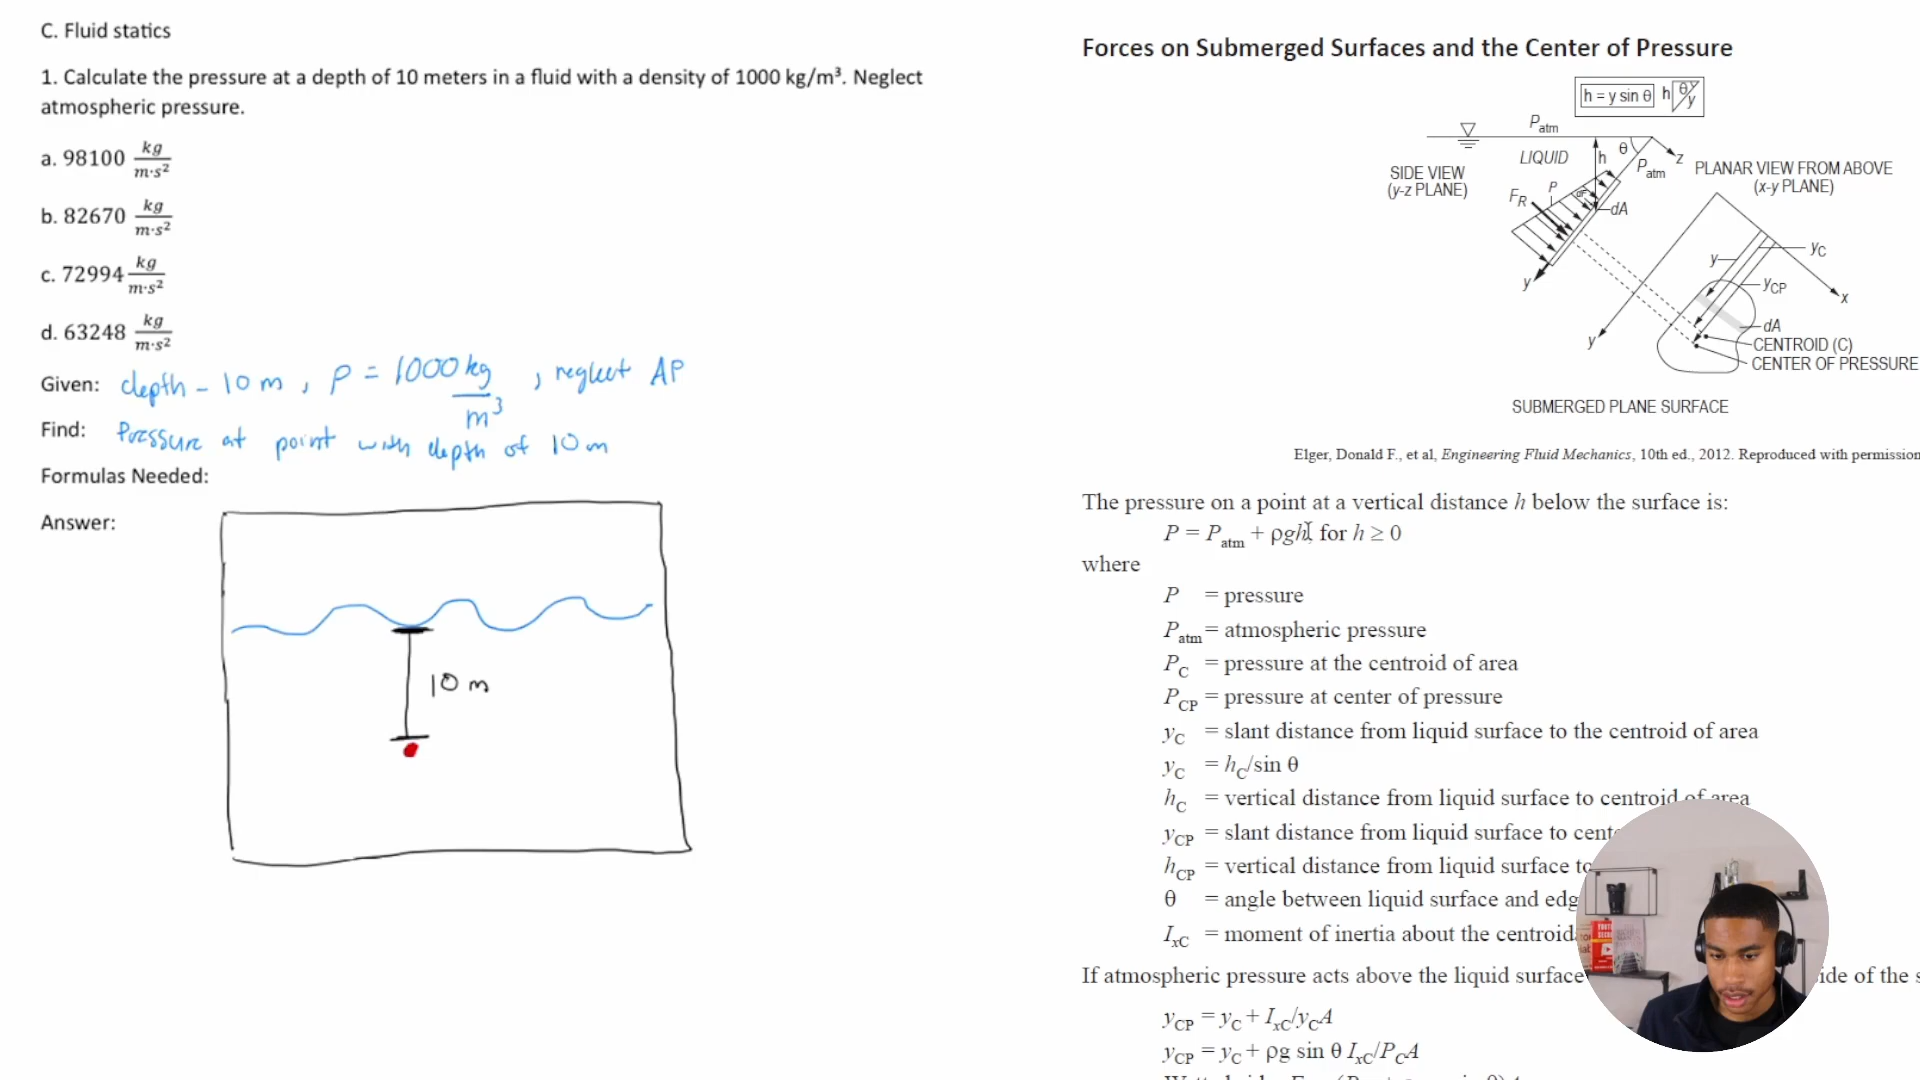 C. Fluid statics
1. Calculate the pressure at a depth of 10 meters in a fluid with a density of 1000 kg/m³. Neglect
atmospheric pressure.
a. 98100 kg/m·s²
b. 82670 kg/m·s²
c. 72994 kg/m·s²
d. 63248 kg/m·s²
Given: depth - 10 m, ρ = 1000 kg/m³, neglect AP
Find: Pressure at point with depth of 10 m
Formulas Needed:
Answer:
10 m
Forces on Submerged Surfaces and the Center of Pressure
h = y sin θ h θ y
Patm
LIQUID h θ z
SIDE VIEW
(y-z PLANE)
Patm
PLANAR VIEW FROM ABOVE
(x-y PLANE)
FR P dF
dA
y
yC
y
yCP
x
dA
y
CENTROID (C)
CENTER OF PRESSURE
SUBMERGED PLANE SURFACE
Elger, Donald F., et al, Engineering Fluid Mechanics, 10th ed., 2012. Reproduced with permission
The pressure on a point at a vertical distance h below the surface is:
P = Patm + ρgh, for h ≥ 0
where
P = pressure
Patm = atmospheric pressure
PC = pressure at the centroid of area
PCP = pressure at center of pressure
yC = slant distance from liquid surface to the centroid of area
yC = hC/sin θ
hC = vertical distance from liquid surface to centroid of area
yCP = slant distance from liquid surface to
hCP = vertical distance from liquid surface
θ = angle between liquid surface and
IxC = moment of inertia about the
If atmospheric pressure acts above the liquid surface of the
yCP = yC + IxC/yCA
yCP = yC + ρg sin θ IxC/PCA